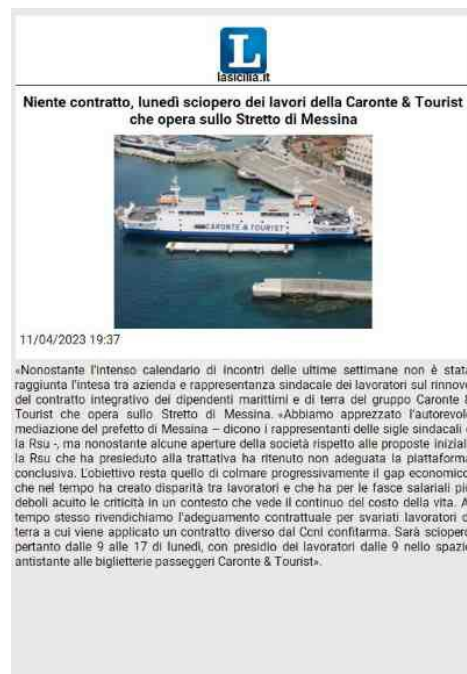 L
lasicilia.it
Niente contratto, lunedì sciopero dei lavori della Caronte & Tourist
che opera sullo Stretto di Messina
CARONTE & TOURIST
11/04/2023 19:37
«Nonostante l'intenso calendario di incontri delle ultime settimane non è stata
raggiunta l'intesa tra azienda e rappresentanza sindacale dei lavoratori sul rinnovo
del contratto integrativo dei dipendenti marittimi e di terra del gruppo Caronte &
Tourist che opera sullo Stretto di Messina. «Abbiamo apprezzato l'autorevole
mediazione del prefetto di Messina – dicono i rappresentanti delle sigle sindacali e
la Rsu -, ma nonostante alcune aperture della società rispetto alle proposte iniziali
la Rsu che ha presieduto alla trattativa ha ritenuto non adeguata la piattaforma
conclusiva. L'obiettivo resta quello di colmare progressivamente il gap economico
che nel tempo ha creato disparità tra lavoratori e che ha per le fasce salariali più
deboli acuito le criticità in un contesto che vede il continuo del costo della vita. Al
tempo stesso rivendichiamo l'adeguamento contrattuale per svariati lavoratori di
terra a cui viene applicato un contratto diverso dal Ccnl confitarma. Sarà sciopero
pertanto dalle 9 alle 17 di lunedì, con presidio dei lavoratori dalle 9 nello spazio
antistante alle biglietterie passeggeri Caronte & Tourist».